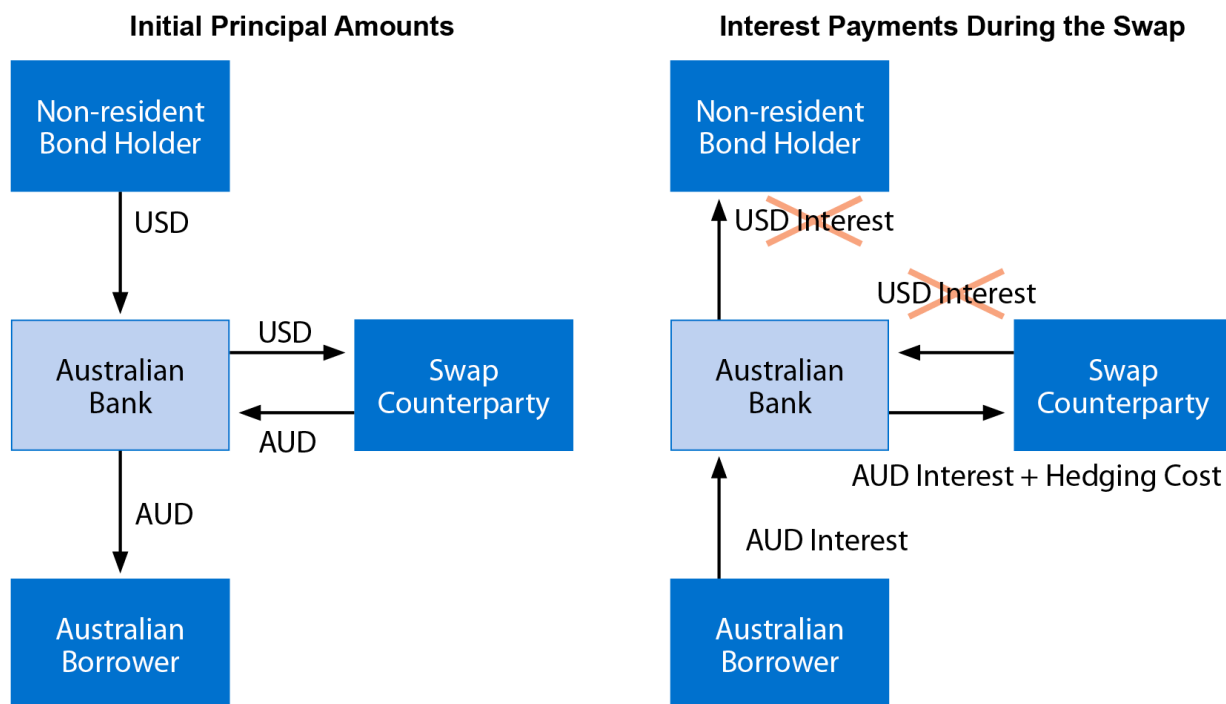 Initial Principal Amounts
Non-resident
Bond Holder
USD
Australian
Bank
USD
AUD
Swap
Counterparty
AUD
Australian
Borrower
Interest Payments During the Swap
Non-resident
Bond Holder
USD Interest
USD Interest
Australian
Bank
Swap
Counterparty
AUD Interest + Hedging Cost
AUD Interest
Australian
Borrower